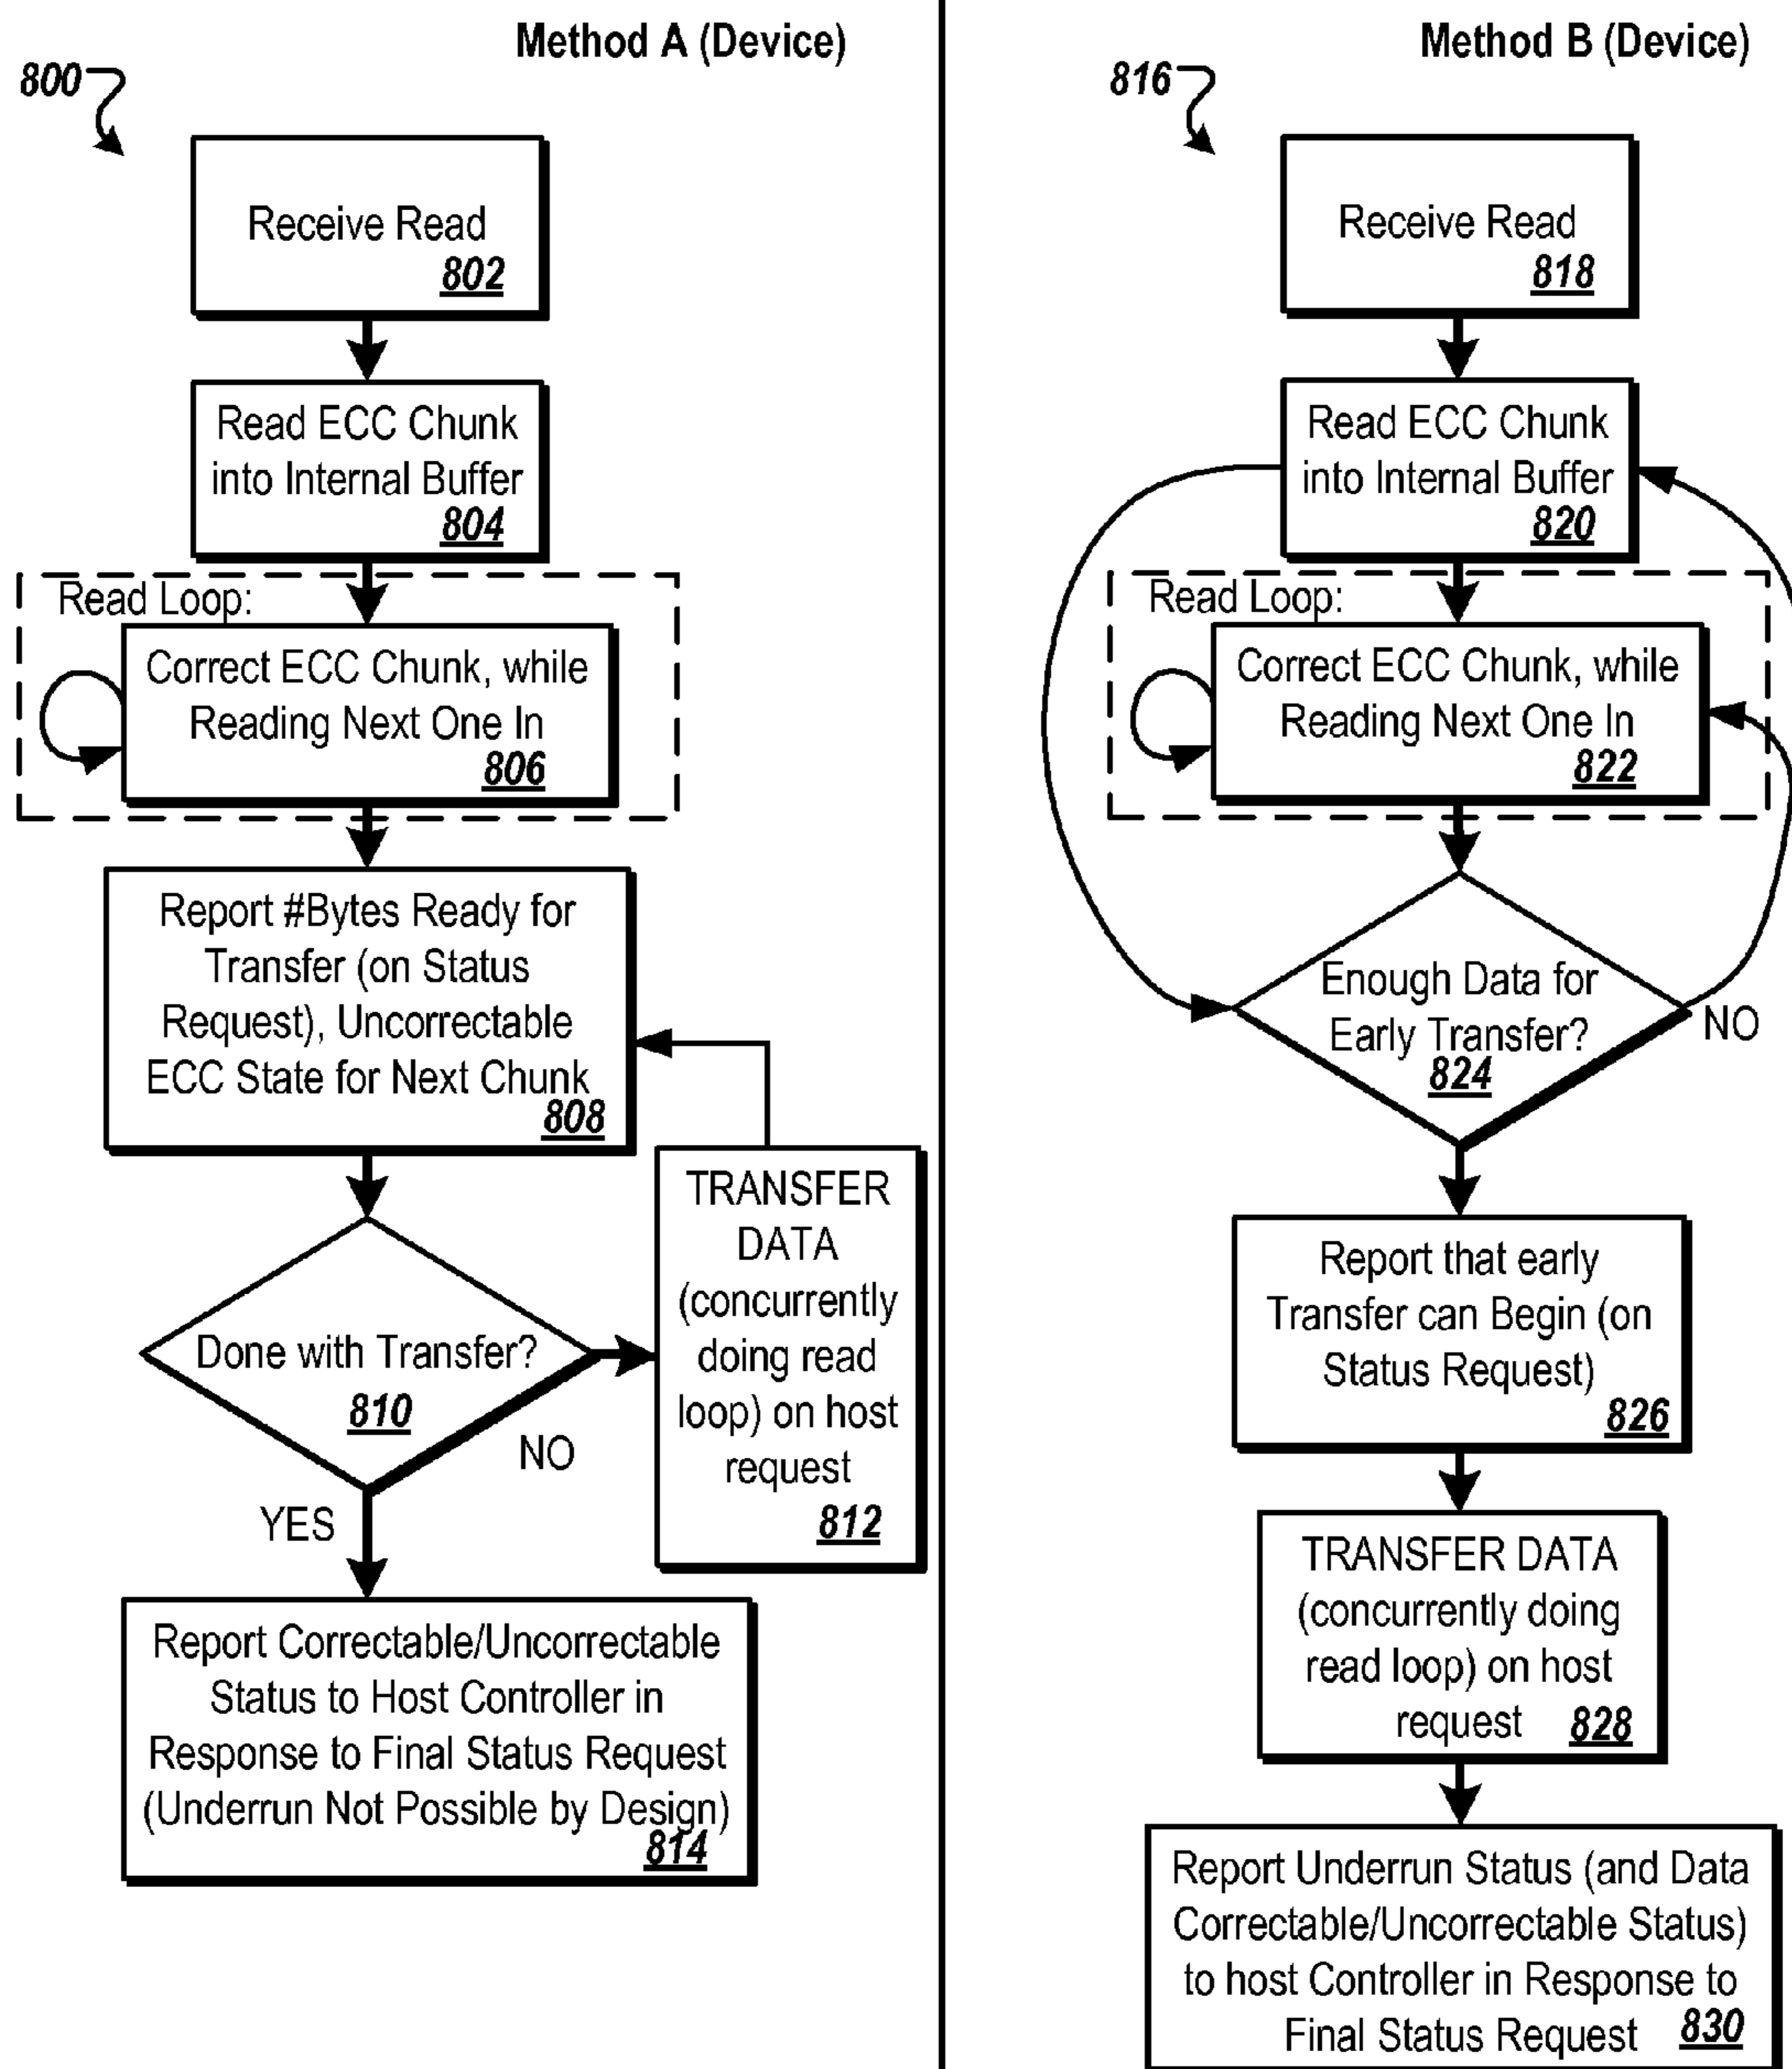 Method A (Device)
800
Receive Read
802
Read ECC Chunk
into Internal Buffer
804
Read Loop:
Correct ECC Chunk, while
Reading Next One In
806
Report #Bytes Ready for
Transfer (on Status
Request), Uncorrectable
ECC State for Next Chunk
808
Done with Transfer?
810
NO
YES
TRANSFER
DATA
(concurrently
doing read
loop) on host
request
812
Report Correctable/Uncorrectable
Status to Host Controller in
Response to Final Status Request
(Underrun Not Possible by Design)
814
Method B (Device)
816
Receive Read
818
Read ECC Chunk
into Internal Buffer
820
Read Loop:
Correct ECC Chunk, while
Reading Next One In
822
Enough Data for
Early Transfer?
824
NO
Report that early
Transfer can Begin (on
Status Request)
826
TRANSFER DATA
(concurrently doing
read loop) on host
request 828
Report Underrun Status (and Data
Correctable/Uncorrectable Status)
to host Controller in Response to
Final Status Request 830